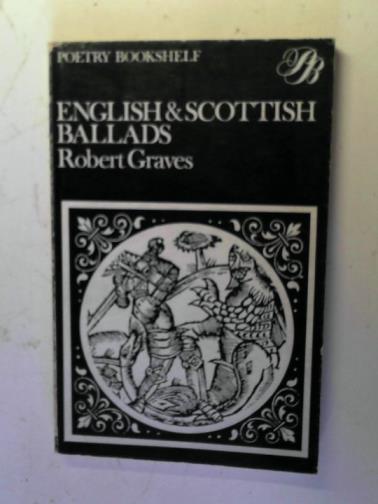 POETRY BOOKSHELF
PB
ENGLISH & SCOTTISH
BALLADS
Robert Graves